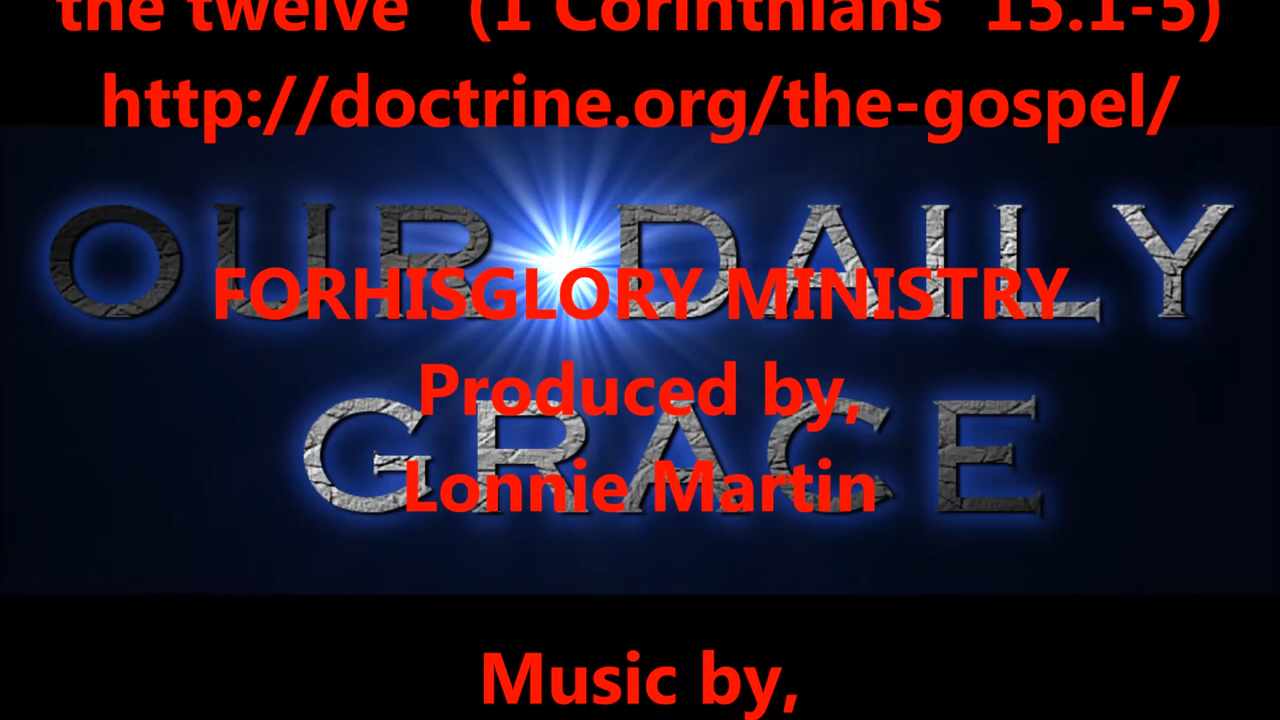 the twelve (1 Corinthians 15.1-5)
http://doctrine.org/the-gospel/
OUR DAILY
FORHISGLORY MINISTRY
Produced by,
GRACE
Lonnie Martin
Music by,